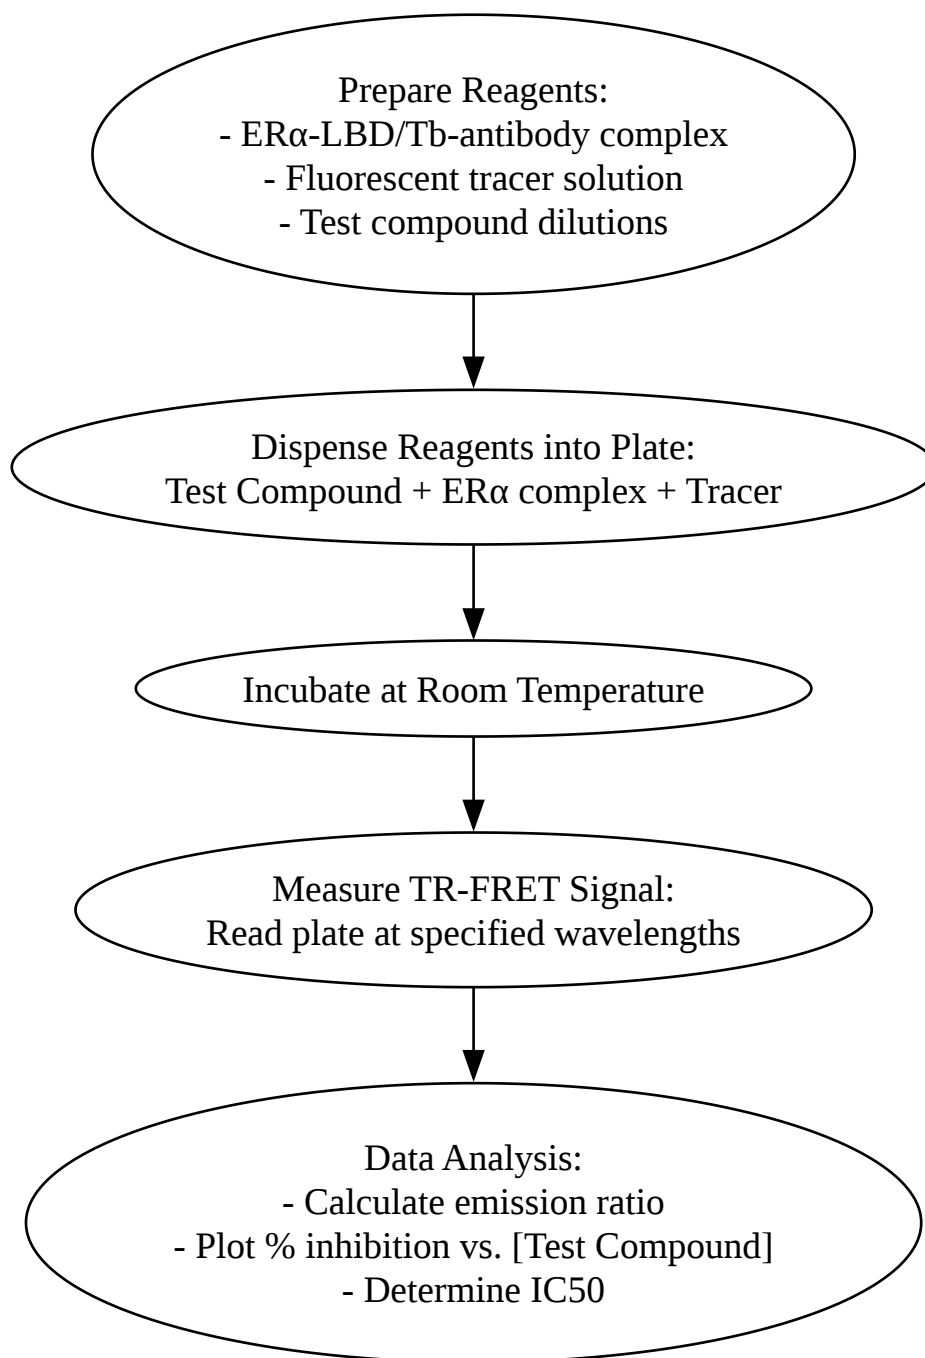 Prepare Reagents:
- ERα-LBD/Tb-antibody complex
- Fluorescent tracer solution
- Test compound dilutions
Dispense Reagents into Plate:
Test Compound + ERα complex + Tracer
Incubate at Room Temperature
Measure TR-FRET Signal:
Read plate at specified wavelengths
Data Analysis:
- Calculate emission ratio
- Plot % inhibition vs. [Test Compound]
- Determine IC50